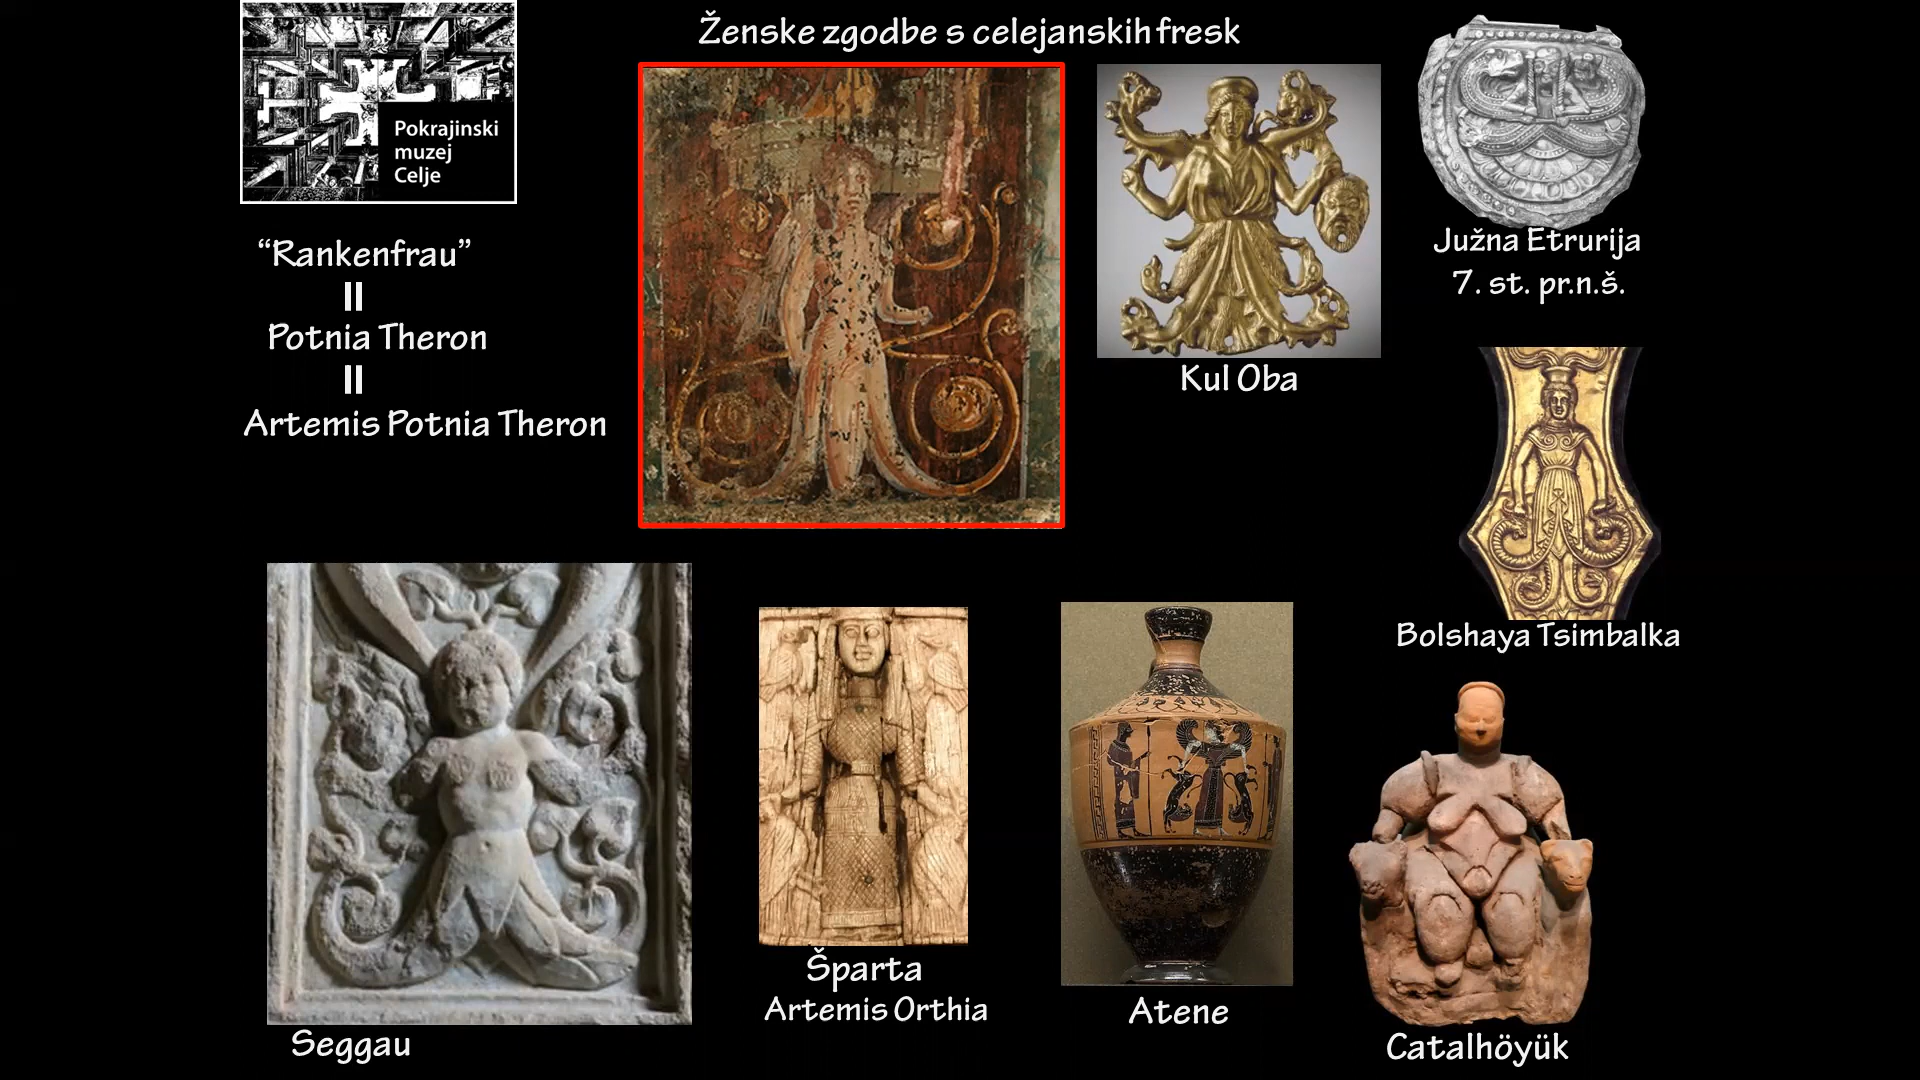 Ženske zgodbe s celejanskih fresk
Pokrajinski
muzej
Celje
“Rankenfrau”
=
Potnia Theron
=
Artemis Potnia Theron
Kul Oba
Južna Etrurija
7. st. pr.n.š.
Bolshaya Tsimbalka
Seggau
Šparta
Artemis Orthia
Atene
Catalhöyük